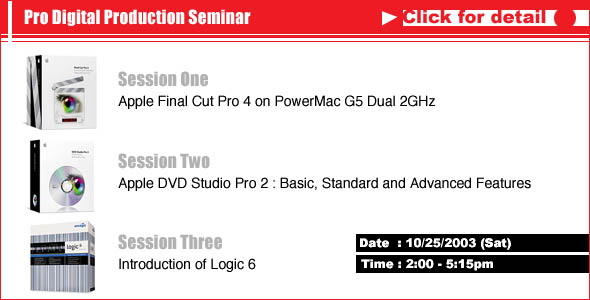 Pro Digital Production Seminar
Click for detail
Session One
Apple Final Cut Pro 4 on PowerMac G5 Dual 2GHz
Session Two
Apple DVD Studio Pro 2 : Basic, Standard and Advanced Features
Session Three
Introduction of Logic 6
logic 6
Date : 10/25/2003 (Sat)
Time : 2:00 - 5:15pm